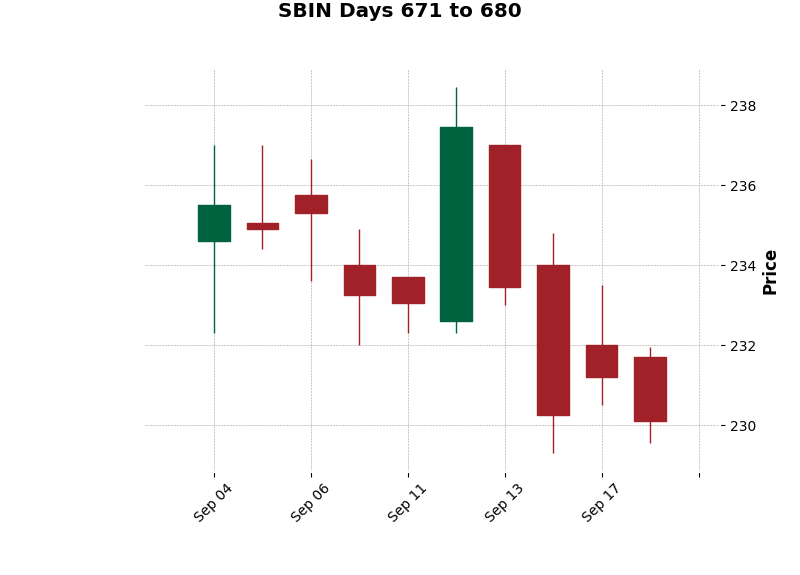 SBIN Days 671 to 680
238
236
234
232
230
Price
Sep 04
Sep 06
Sep 11
Sep 13
Sep 17